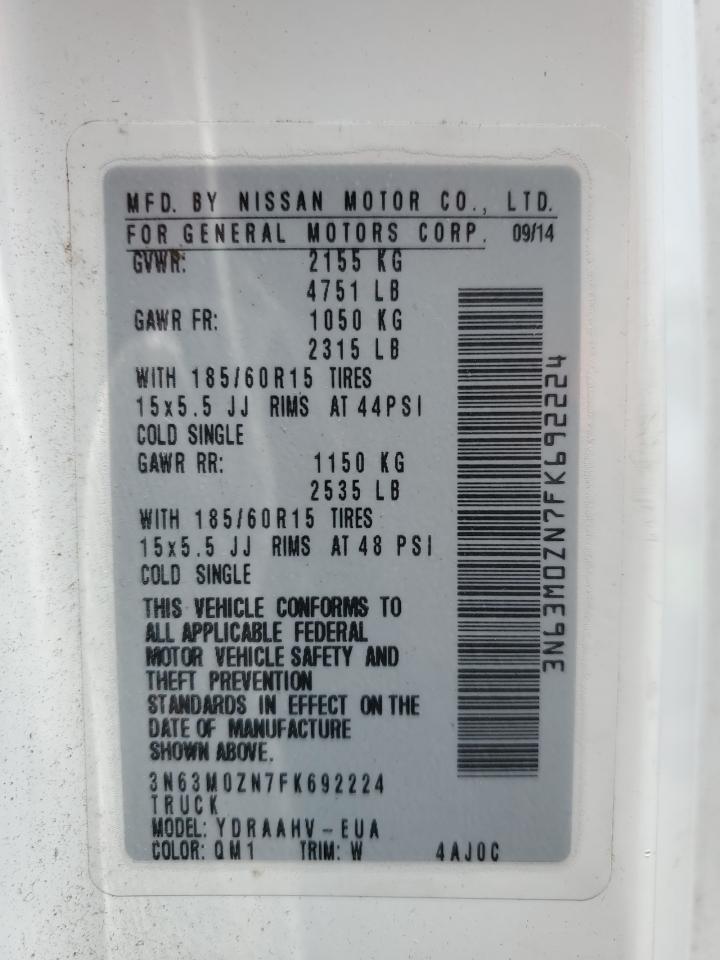 MFD. BY NISSAN MOTOR CO., LTD.
FOR GENERAL MOTORS CORP. 09/14
GVWR: 2155 KG
4751 LB
GAWR FR: 1050 KG
2315 LB
WITH 185/60R15 TIRES
15x5.5 JJ RIMS AT 44PSI
COLD SINGLE
GAWR RR: 1150 KG
2535 LB
WITH 185/60R15 TIRES
15x5.5 JJ RIMS AT 48 PSI
COLD SINGLE
THIS VEHICLE CONFORMS TO
ALL APPLICABLE FEDERAL
MOTOR VEHICLE SAFETY AND
THEFT PREVENTION
STANDARDS IN EFFECT ON THE
DATE OF MANUFACTURE
SHOWN ABOVE.
3N63M0ZN7FK692224
TRUCK
MODEL: YDRAAHV-EUA
COLOR: QM1 TRIM: W 4AJ0C
3N63M0ZN7FK692224